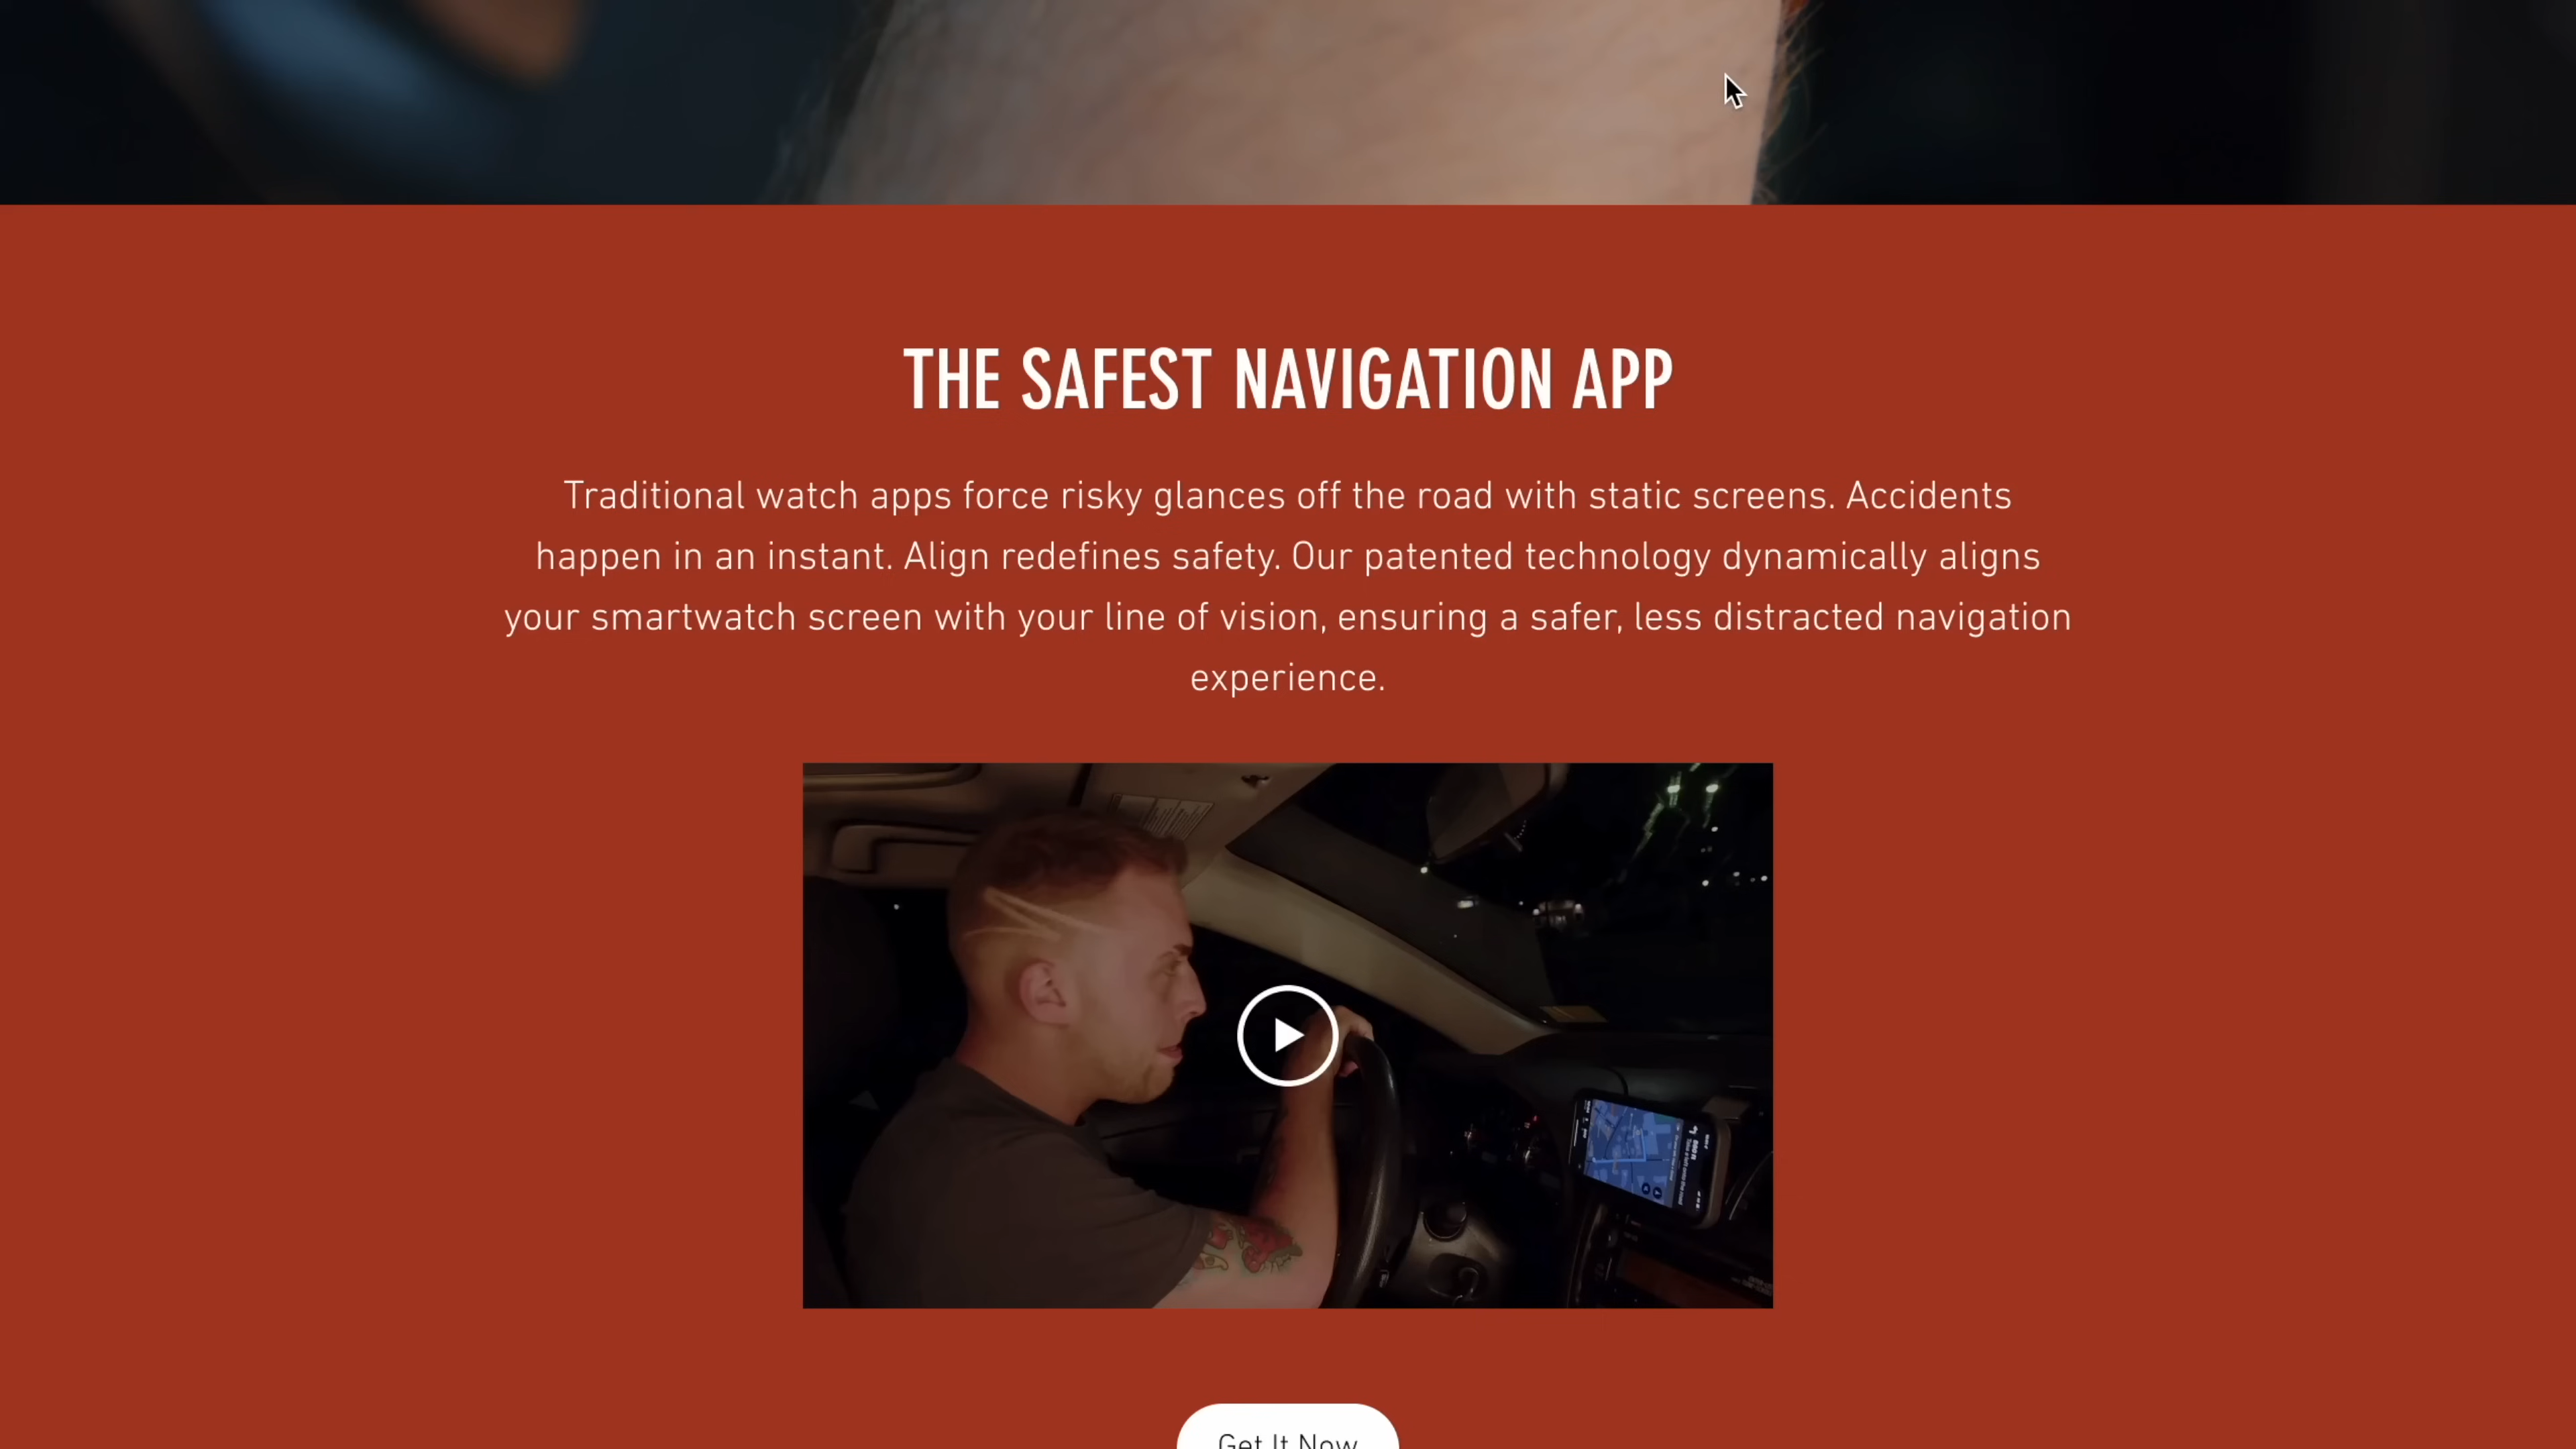 THE SAFEST NAVIGATION APP
Traditional watch apps force risky glances off the road with static screens. Accidents
happen in an instant. Align redefines safety. Our patented technology dynamically aligns
your smartwatch screen with your line of vision, ensuring a safer, less distracted navigation
experience.
Get It Now